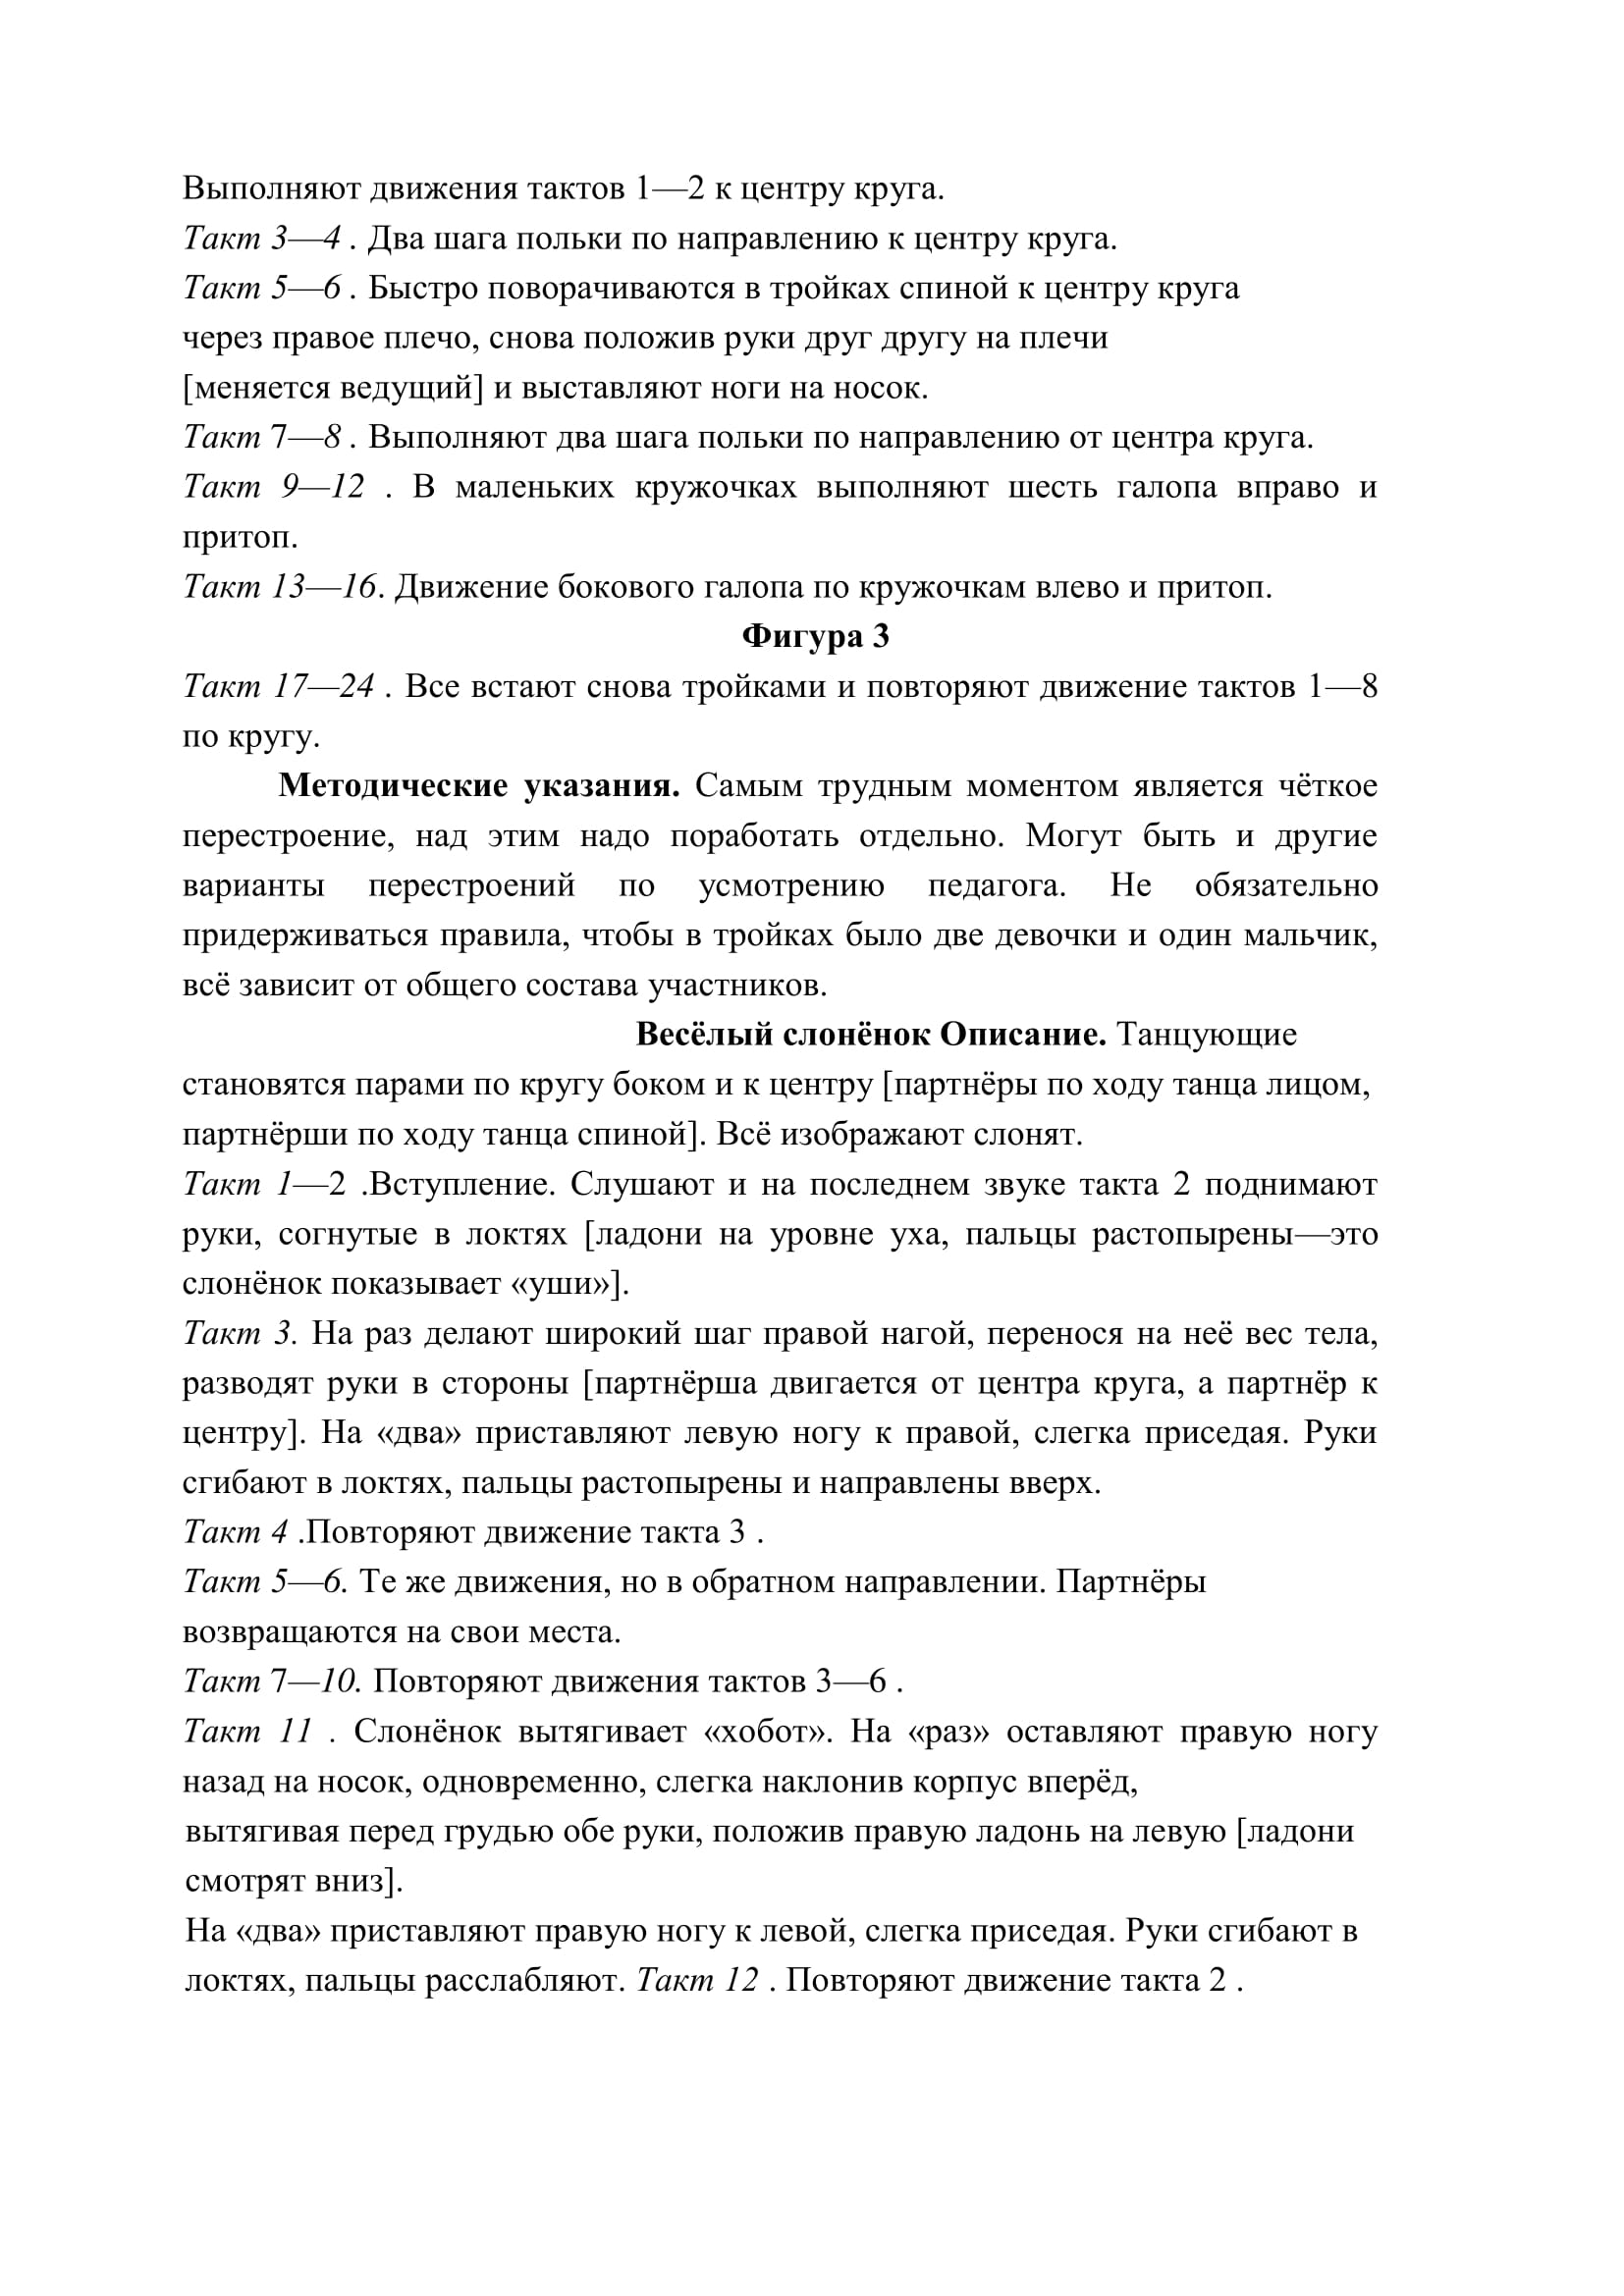 Выполняют движения тактов 1—2 к центру круга.
Такт 3—4 . Два шага польки по направлению к центру круга.
Такт 5—6 . Быстро поворачиваются в тройках спиной к центру круга
через правое плечо, снова положив руки друг другу на плечи
[меняется ведущий] и выставляют ноги на носок.
Такт 7—8 . Выполняют два шага польки по направлению от центра круга.
Такт 9—12 . В маленьких кружочках выполняют шесть галопа вправо и
притоп.
Такт 13—16. Движение бокового галопа по кружочкам влево и притоп.
Фигура 3
Такт 17—24 . Все встают снова тройками и повторяют движение тактов 1—8
по кругу.
Методические указания. Самым трудным моментом является чёткое
перестроение, над этим надо поработать отдельно. Могут быть и другие
варианты перестроений по усмотрению педагога. Не обязательно
придерживаться правила, чтобы в тройках было две девочки и один мальчик,
всё зависит от общего состава участников.
Весёлый слонёнок Описание. Танцующие
становятся парами по кругу боком и к центру [партнёры по ходу танца лицом,
партнёрши по ходу танца спиной]. Всё изображают слонят.
Такт 1—2 .Вступление. Слушают и на последнем звуке такта 2 поднимают
руки, согнутые в локтях [ладони на уровне уха, пальцы растопырены—это
слонёнок показывает «уши»].
Такт 3. На раз делают широкий шаг правой нагой, перенося на неё вес тела,
разводят руки в стороны [партнёрша двигается от центра круга, а партнёр к
центру]. На «два» приставляют левую ногу к правой, слегка приседая. Руки
сгибают в локтях, пальцы растопырены и направлены вверх.
Такт 4 .Повторяют движение такта 3 .
Такт 5—6. Те же движения, но в обратном направлении. Партнёры
возвращаются на свои места.
Такт 7—10. Повторяют движения тактов 3—6 .
Такт 11 . Слонёнок вытягивает «хобот». На «раз» оставляют правую ногу
назад на носок, одновременно, слегка наклонив корпус вперёд,
вытягивая перед грудью обе руки, положив правую ладонь на левую [ладони
смотрят вниз].
На «два» приставляют правую ногу к левой, слегка приседая. Руки сгибают в
локтях, пальцы расслабляют. Такт 12 . Повторяют движение такта 2 .